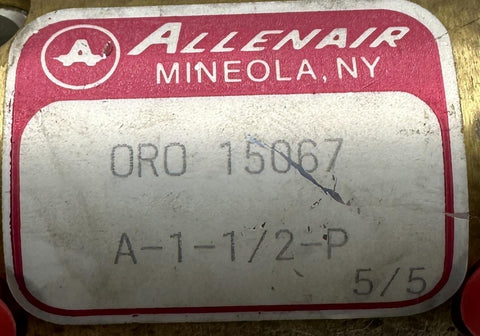 A ALLENAIR
MINEOLA, NY
ORO 15067
A-1-1/2-P
5/5